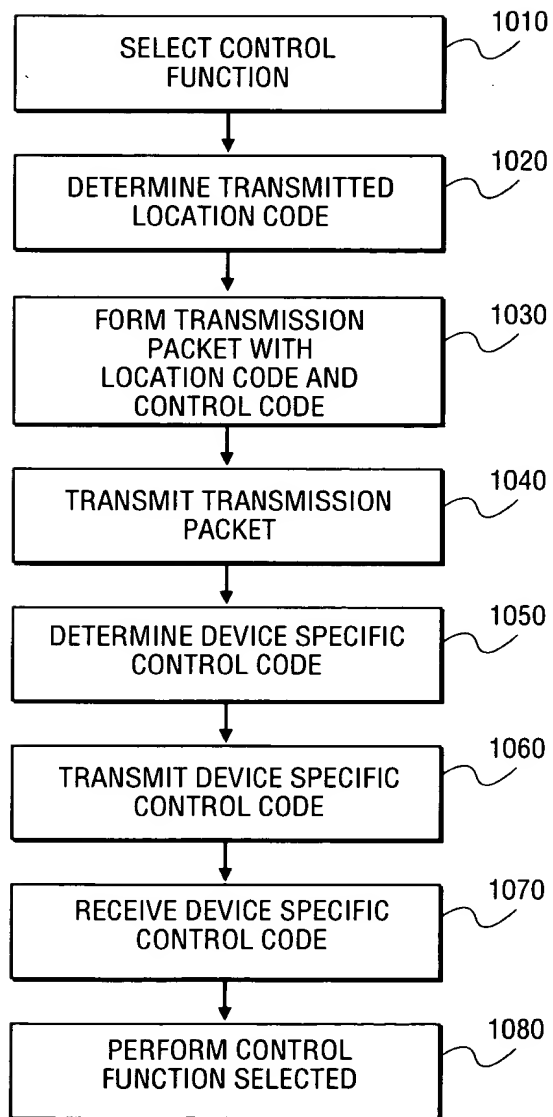 SELECT CONTROL
FUNCTION
1010
DETERMINE TRANSMITTED
LOCATION CODE
1020
FORM TRANSMISSION
PACKET WITH
LOCATION CODE AND
CONTROL CODE
1030
TRANSMIT TRANSMISSION
PACKET
1040
DETERMINE DEVICE SPECIFIC
CONTROL CODE
1050
TRANSMIT DEVICE SPECIFIC
CONTROL CODE
1060
RECEIVE DEVICE SPECIFIC
CONTROL CODE
1070
PERFORM CONTROL
FUNCTION SELECTED
1080